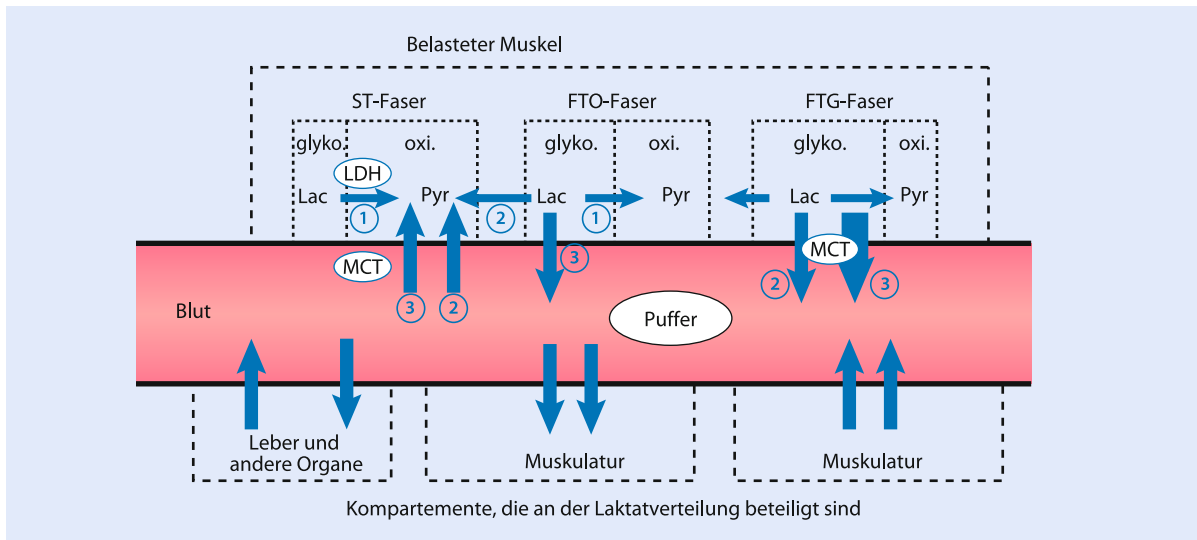 Belasteter Muskel
ST-Faser
FTO-Faser
FTG-Faser
glyko.
oxi.
glyko.
oxi.
glyko.
oxi.
LDH
Lac
Pyr
Lac
Pyr
Lac
Pyr
1
2
1
MCT
3
MCT
3
2
2
3
Blut
Puffer
Leber und
andere Organe
Muskulatur
Muskulatur
Kompartemente, die an der Laktatverteilung beteiligt sind